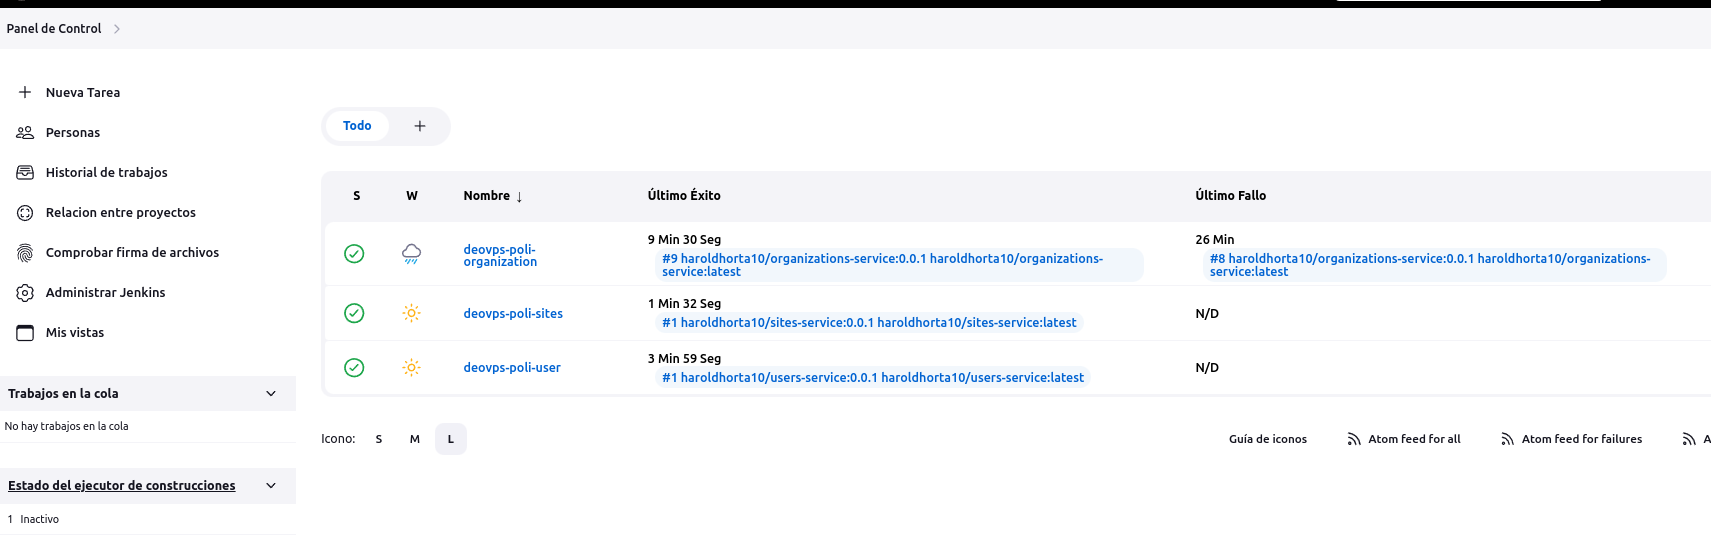 Panel de Control
Nueva Tarea
Personas
Historial de trabajos
Relacion entre proyectos
Comprobar firma de archivos
Administrar Jenkins
Mis vistas
Trabajos en la cola
No hay trabajos en la cola
Estado del ejecutor de construcciones
1 Inactivo
Todo
S W Nombre ↓ Último Éxito Último Fallo
deovps-poli-
organization
9 Min 30 Seg
#9 haroldhorta10/organizations-service:0.0.1 haroldhorta10/organizations-
service:latest
26 Min
#8 haroldhorta10/organizations-service:0.0.1 haroldhorta10/organizations-
service:latest
deovps-poli-sites
1 Min 32 Seg
#1 haroldhorta10/sites-service:0.0.1 haroldhorta10/sites-service:latest
N/D
deovps-poli-user
3 Min 59 Seg
#1 haroldhorta10/users-service:0.0.1 haroldhorta10/users-service:latest
N/D
Icono: S M L
Guía de iconos Atom feed for all Atom feed for failures A